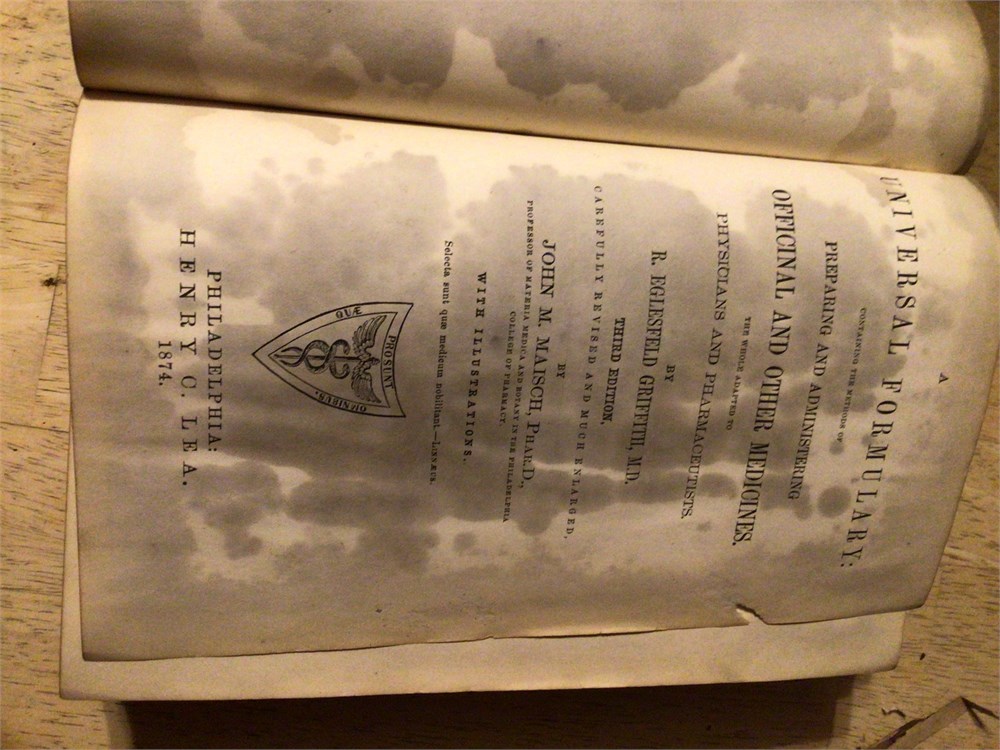 A
UNIVERSAL FORMULARY:
CONTAINING THE METHODS OF
PREPARING AND ADMINISTERING
OFFICINAL AND OTHER MEDICINES.
THE WHOLE ADAPTED TO
PHYSICIANS AND PHARMACEUTISTS.
BY
R. EGLESFELD GRIFFITH, M.D.
THIRD EDITION,
CAREFULLY REVISED AND MUCH ENLARGED,
BY
JOHN M. MAISCH, PHAR.D.,
PROFESSOR OF MATERIA MEDICA AND BOTANY IN THE PHILADELPHIA
COLLEGE OF PHARMACY.
WITH ILLUSTRATIONS.
Selecta sunt quæ medicum nobilitant.—LINNÆUS.
QUÆ PROSUNT OMNIBUS.
PHILADELPHIA:
HENRY C. LEA.
1874.